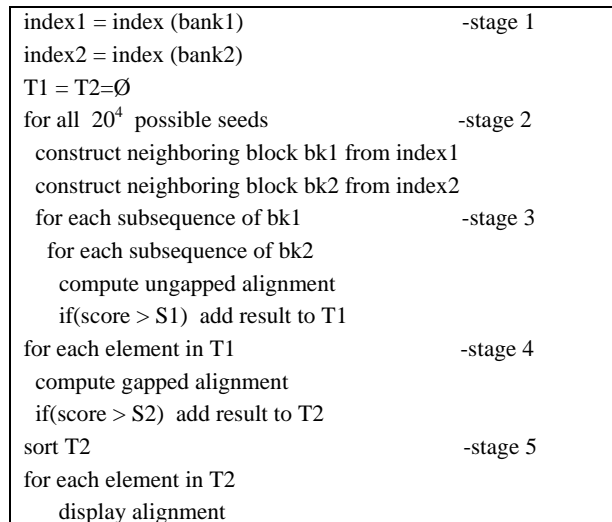 index1 = index (bank1) -stage 1
index2 = index (bank2)
T1 = T2=Ø
for all 20⁴ possible seeds -stage 2
construct neighboring block bk1 from index1
construct neighboring block bk2 from index2
for each subsequence of bk1 -stage 3
for each subsequence of bk2
compute ungapped alignment
if(score > S1) add result to T1
for each element in T1 -stage 4
compute gapped alignment
if(score > S2) add result to T2
sort T2 -stage 5
for each element in T2
display alignment